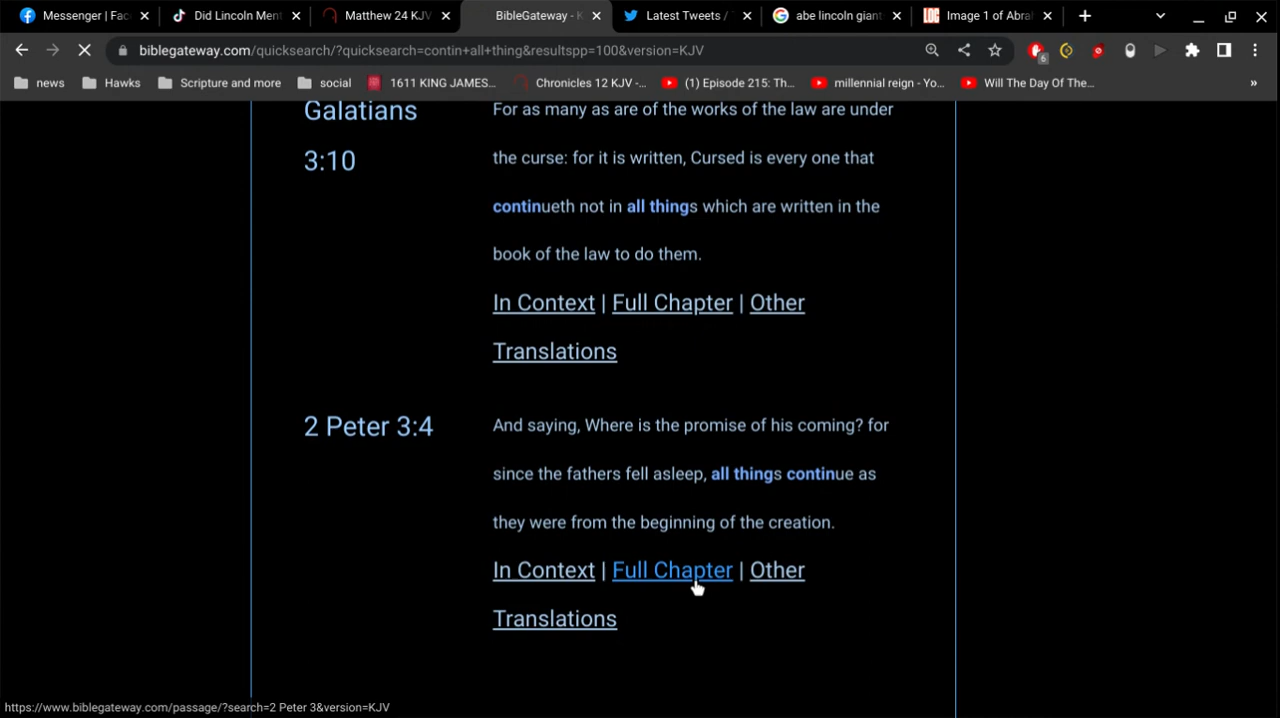 Messenger | Fac
Did Lincoln Ment
Matthew 24 KJV
BibleGateway - K
Latest Tweets /
abe lincoln giant
LOC
Image 1 of Abra
biblegateway.com/quicksearch/?quicksearch=contin+all+thing&resultspp=100&version=KJV
6
news
Hawks
Scripture and more
social
1611 KING JAMES...
Chronicles 12 KJV -...
(1) Episode 215: Th...
millennial reign - Yo...
Will The Day Of The...
»
Galatians
3:10
For as many as are of the works of the law are under
the curse: for it is written, Cursed is every one that
continueth not in all things which are written in the
book of the law to do them.
In Context | Full Chapter | Other
Translations
2 Peter 3:4
And saying, Where is the promise of his coming? for
since the fathers fell asleep, all things continue as
they were from the beginning of the creation.
In Context | Full Chapter | Other
Translations
https://www.biblegateway.com/passage/?search=2 Peter 3&version=KJV